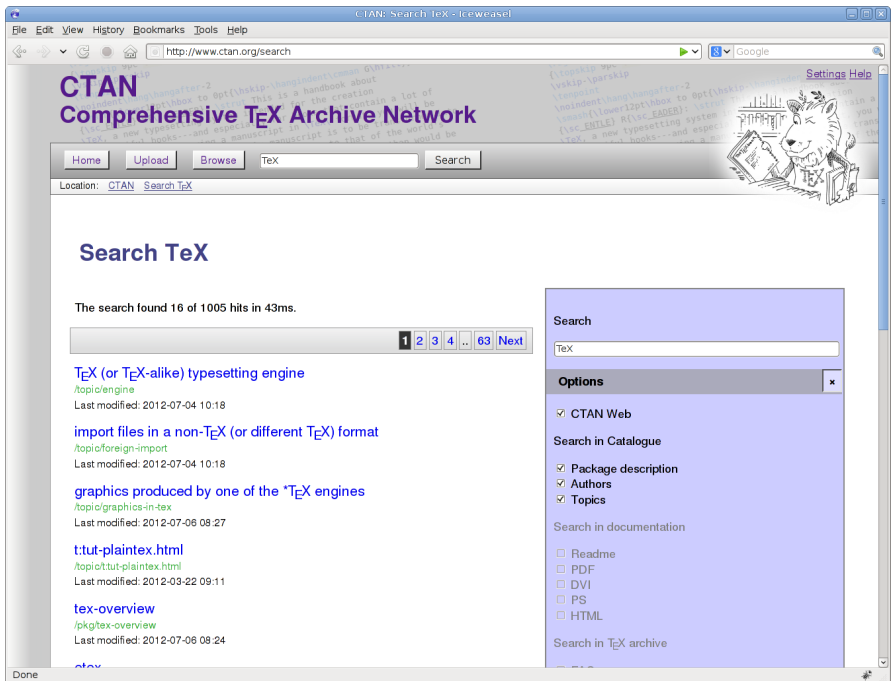 CTAN: Search TeX - Iceweasel
File Edit View History Bookmarks Tools Help
http://www.ctan.org/search
Google
Settings Help
CTAN
Comprehensive TEX Archive Network
Home Upload Browse TeX Search
TEX
Location: CTAN Search TEX
Search TeX
The search found 16 of 1005 hits in 43ms.
1 2 3 4 .. 63 Next
TEX (or TEX-alike) typesetting engine
/topic/engine
Last modified: 2012-07-04 10:18
import files in a non-TEX (or different TEX) format
/topic/foreign-import
Last modified: 2012-07-04 10:18
graphics produced by one of the *TEX engines
/topic/graphics-in-tex
Last modified: 2012-07-06 08:27
t:tut-plaintex.html
/topic/t:tut-plaintex.html
Last modified: 2012-03-22 09:11
tex-overview
/pkg/tex-overview
Last modified: 2012-07-06 08:24
Search
TeX
Options
×
CTAN Web
Search in Catalogue
Package description
Authors
Topics
Search in documentation
Readme
PDF
DVI
PS
HTML
Search in TEX archive
Done